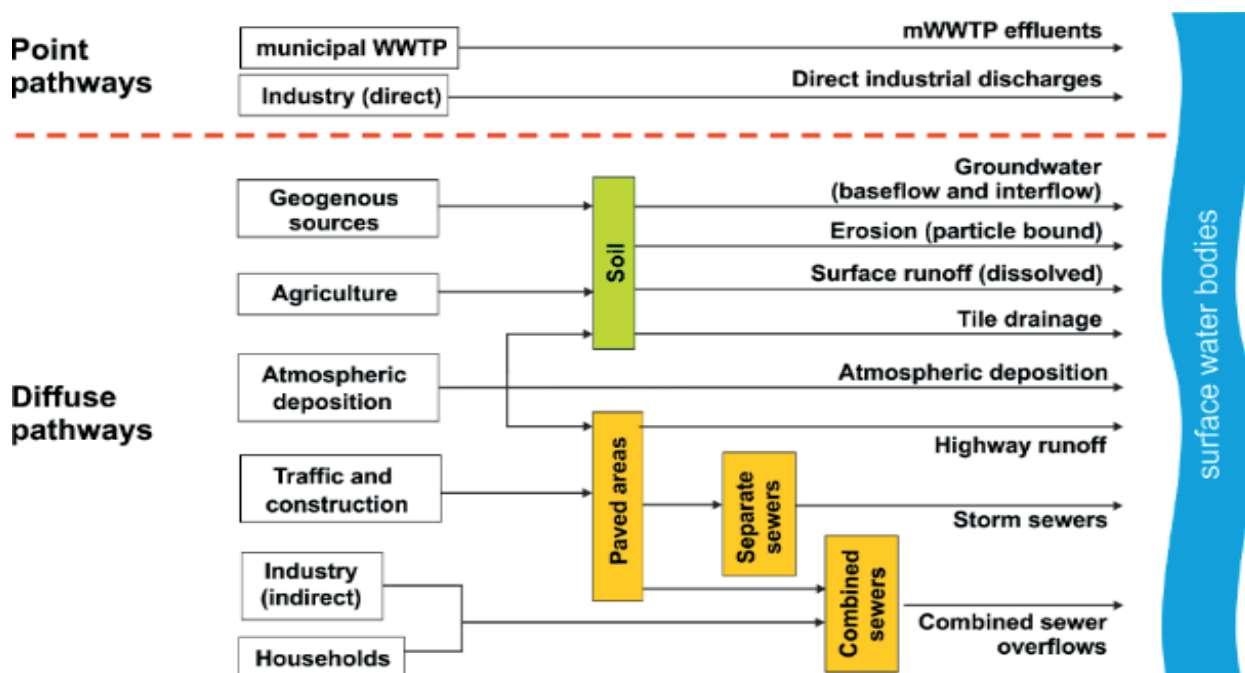 Point
pathways
municipal WWTP
mWWTP effluents
Industry (direct)
Direct industrial discharges
Diffuse
pathways
Geogenous
sources
Agriculture
Atmospheric
deposition
Traffic and
construction
Industry
(indirect)
Households
Soil
Paved areas
Separate
sewers
Combined
sewers
Groundwater
(baseflow and interflow)
Erosion (particle bound)
Surface runoff (dissolved)
Tile drainage
Atmospheric deposition
Highway runoff
Storm sewers
Combined sewer
overflows
surface water bodies